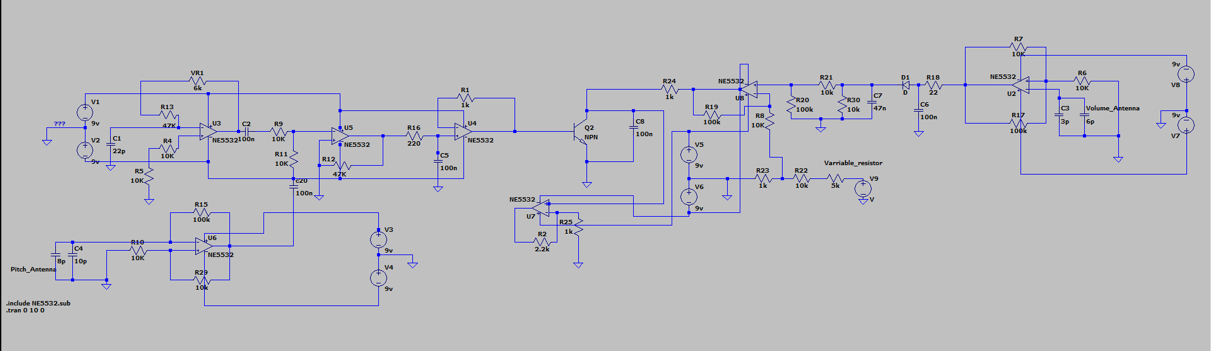 R7
10K
9v
V8
NE5532
U2
R6
10K
VR1
6k
R24
1k
NE5532
U8
R21
10k
D1
D
R18
22
V1
9v
R13
47K
U3
NE5532
C2
100n
R9
10K
U5
NE5532
R1
1k
R16
220
U4
NE5532
Q2
NPN
C8
100n
R19
100k
R8
10K
R20
100k
R30
10k
C7
47n
C6
100n
R17
100k
C3
3p
Volume_Antenna
6p
9v
V7
???
V2
9v
C1
22p
R4
10K
R5
10K
R11
10K
C20
100n
R12
47K
C5
100n
V5
9v
V6
9v
R23
1k
R22
10k
Varriable_resistor
5k
V9
V
NE5532
U7
R25
1k
R2
2.2k
R15
100k
U6
NE5532
V3
9v
V4
9v
R10
10K
R29
10k
8p
C4
10p
Pitch_Antenna
.include NE5532.sub
.tran 0 10 0